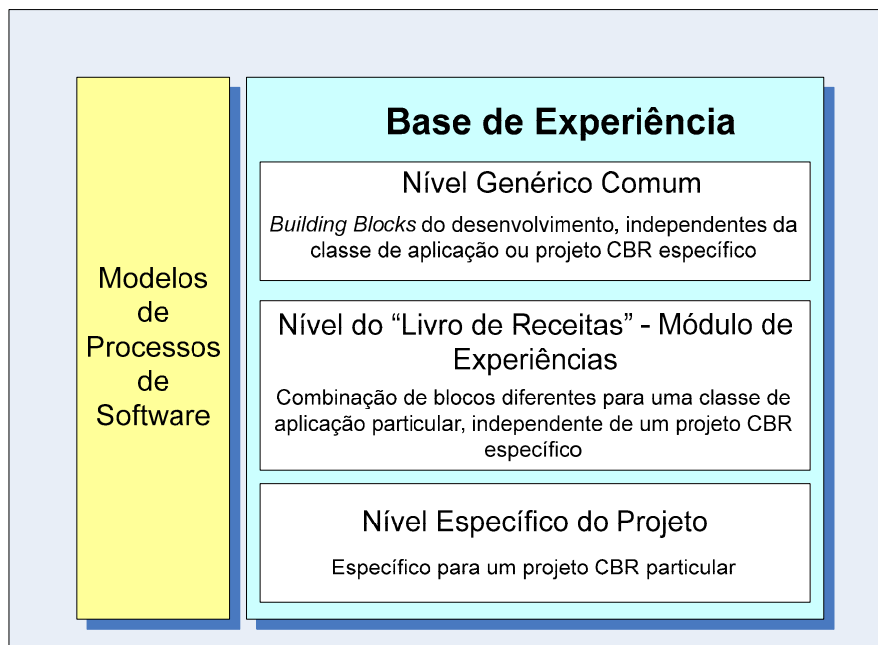 Modelos
de
Processos
de
Software
Base de Experiência
Nível Genérico Comum
Building Blocks do desenvolvimento, independentes da
classe de aplicação ou projeto CBR específico
Nível do “Livro de Receitas” - Módulo de
Experiências
Combinação de blocos diferentes para uma classe de
aplicação particular, independente de um projeto CBR
específico
Nível Específico do Projeto
Específico para um projeto CBR particular